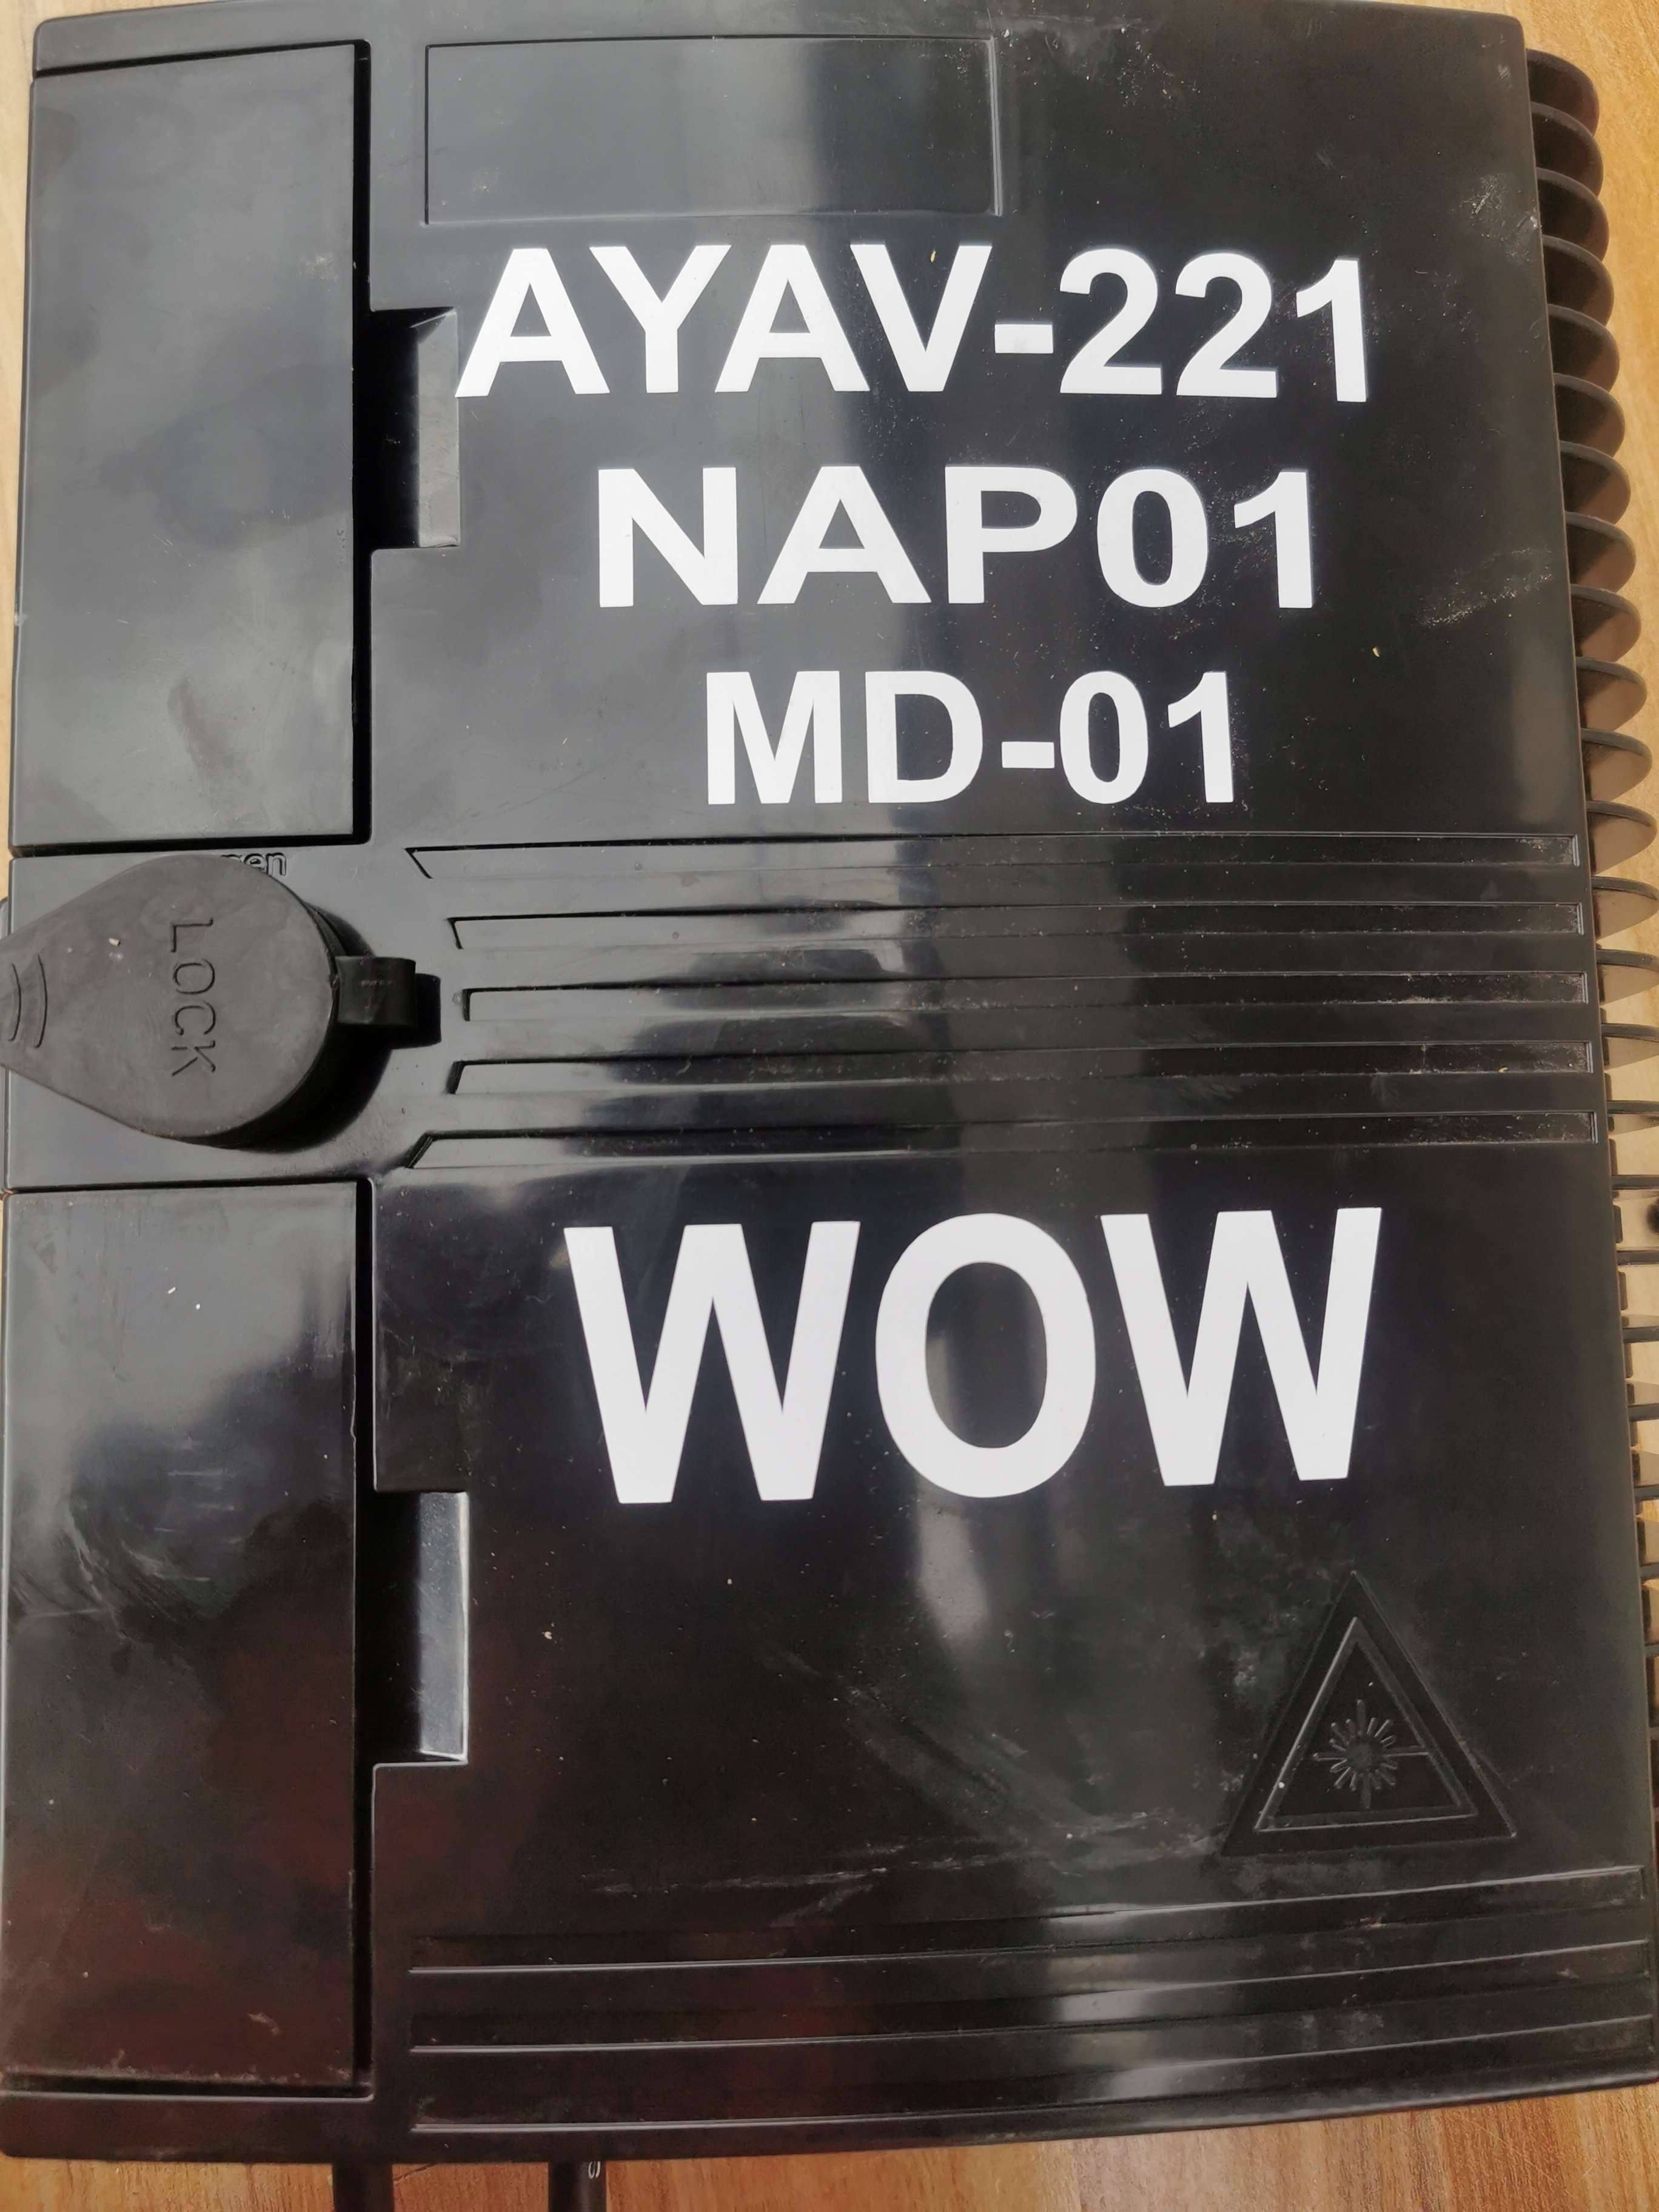 AYAV-221
NAP01
MD-01
LOCK
WOW